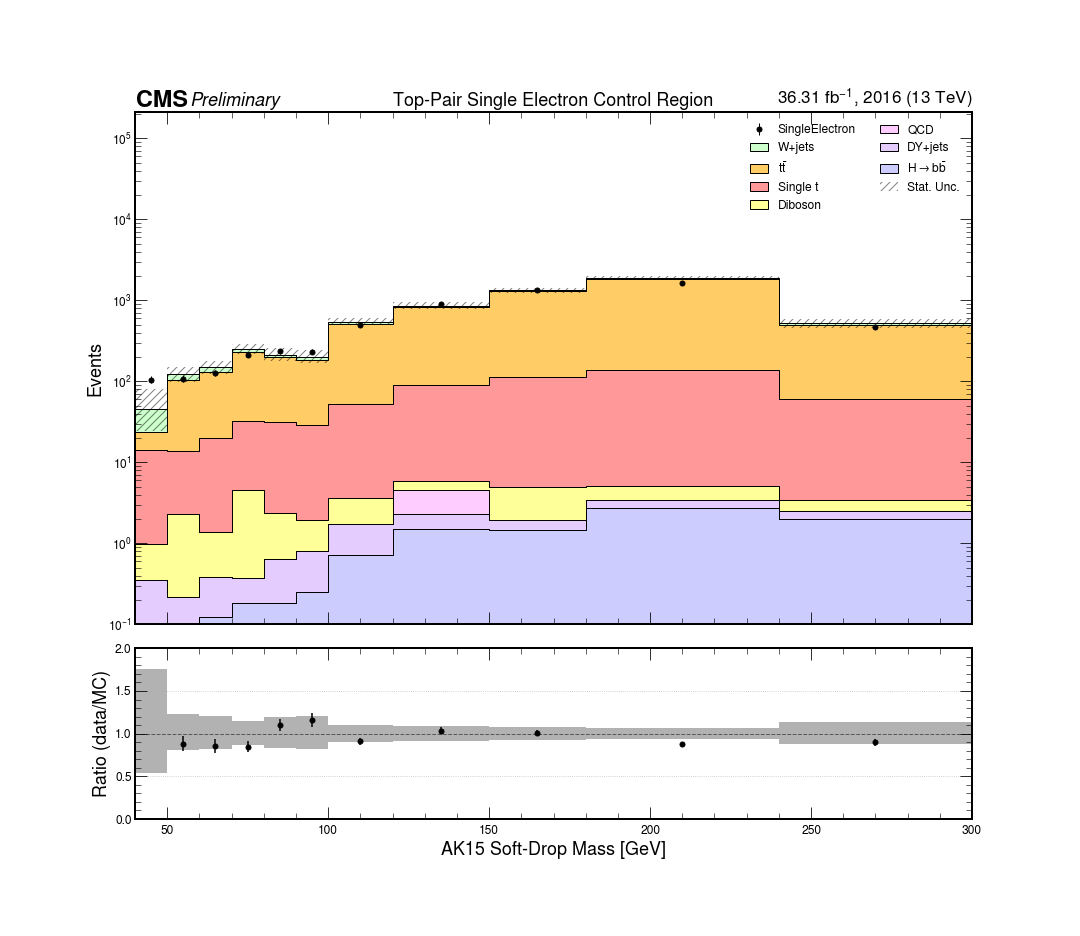 CMS Preliminary Top-Pair Single Electron Control Region 36.31 fb⁻¹, 2016 (13 TeV)
SingleElectron
W+jets
tt̄
Single t
Diboson
QCD
DY+jets
H→bb̄
Stat. Unc.
Events
10⁵
10⁴
10³
10²
10¹
10⁰
10⁻¹
Ratio (data/MC)
2.0
1.5
1.0
0.5
0.0
50 100 150 200 250 300
AK15 Soft-Drop Mass [GeV]